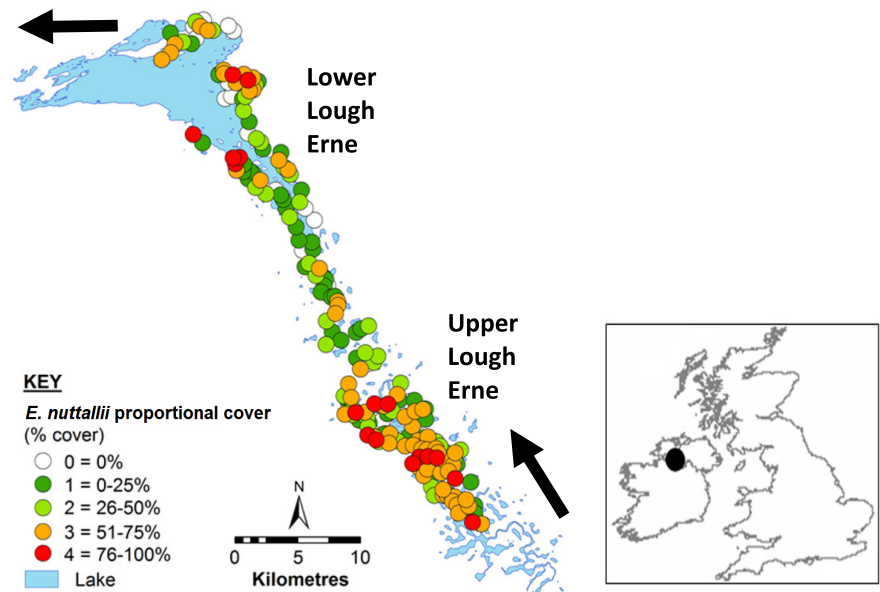 Lower
Lough
Erne
Upper
Lough
Erne
KEY
E. nuttallii proportional cover
(% cover)
0 = 0%
1 = 0-25%
2 = 26-50%
3 = 51-75%
4 = 76-100%
Lake
N
0 5 10
Kilometres